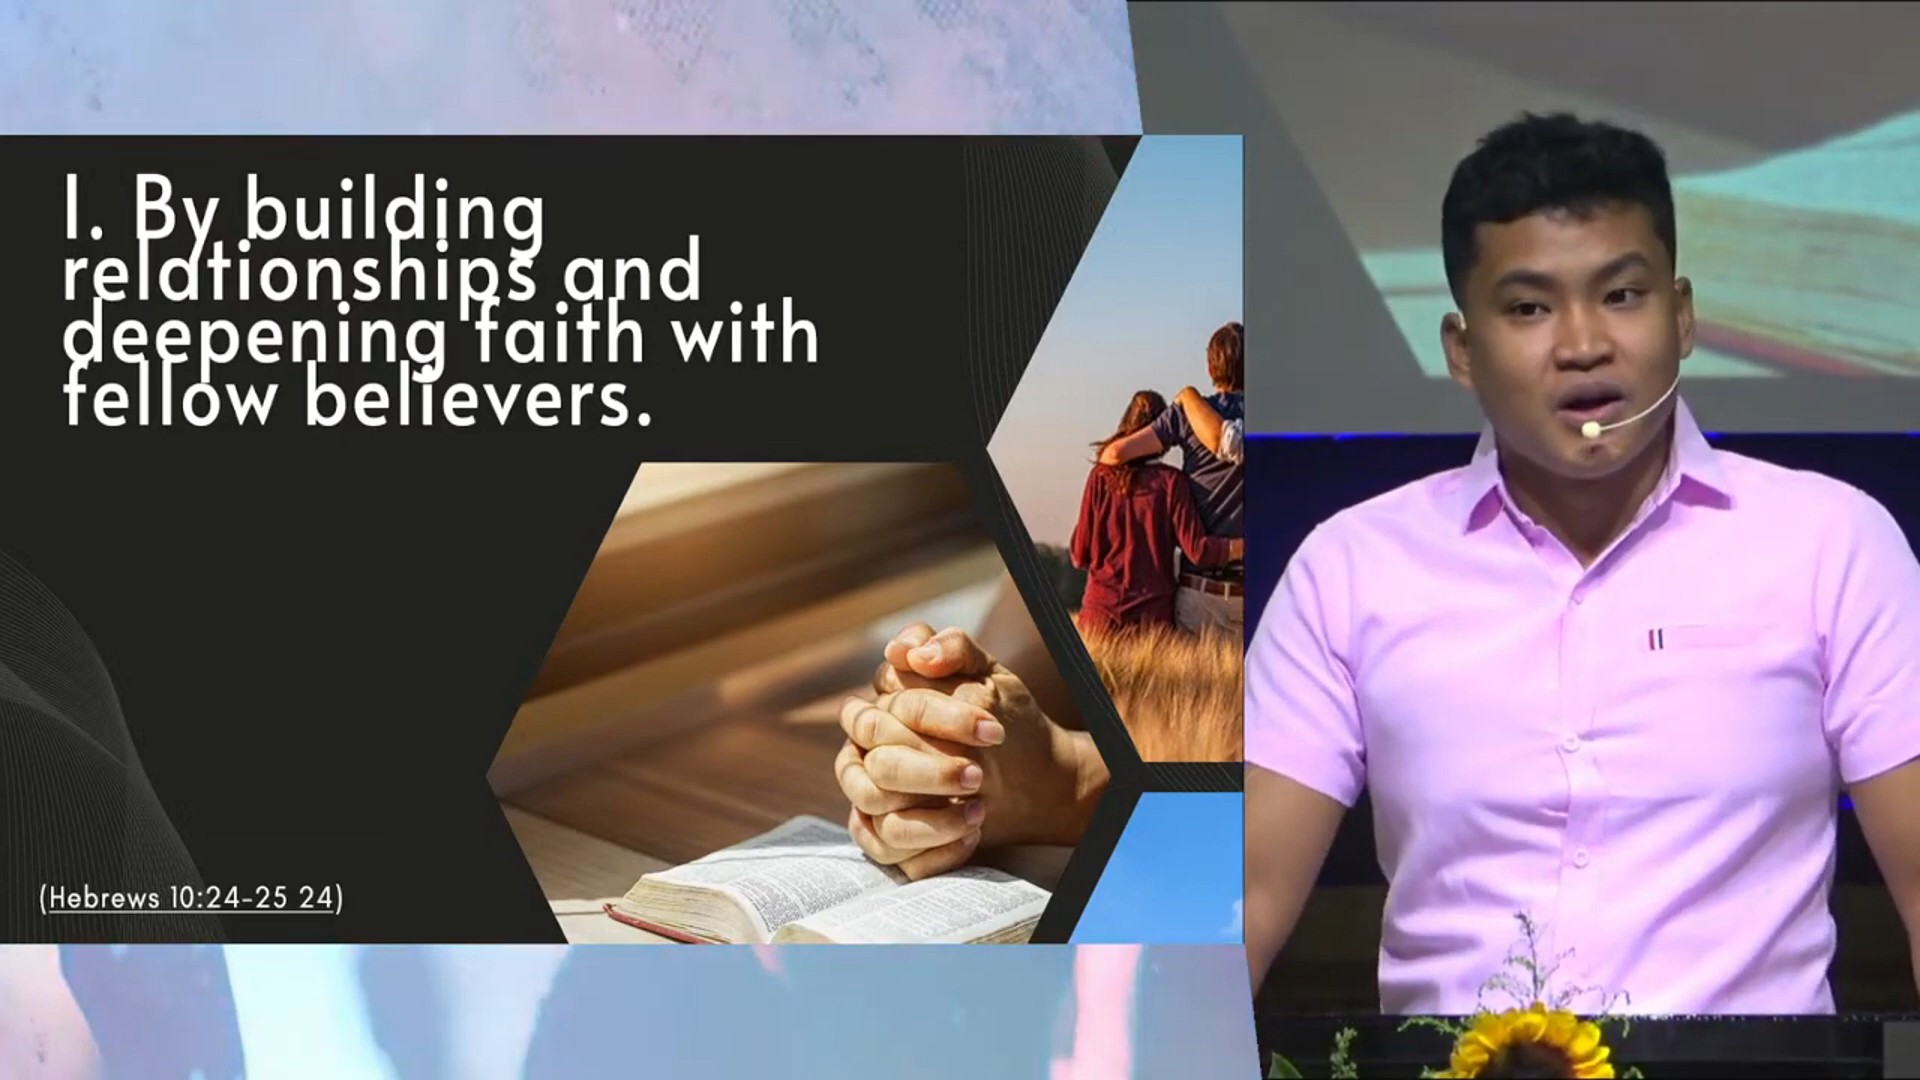 I. By building
relationships and
deepening faith with
fellow believers.
(Hebrews 10:24-25 24)